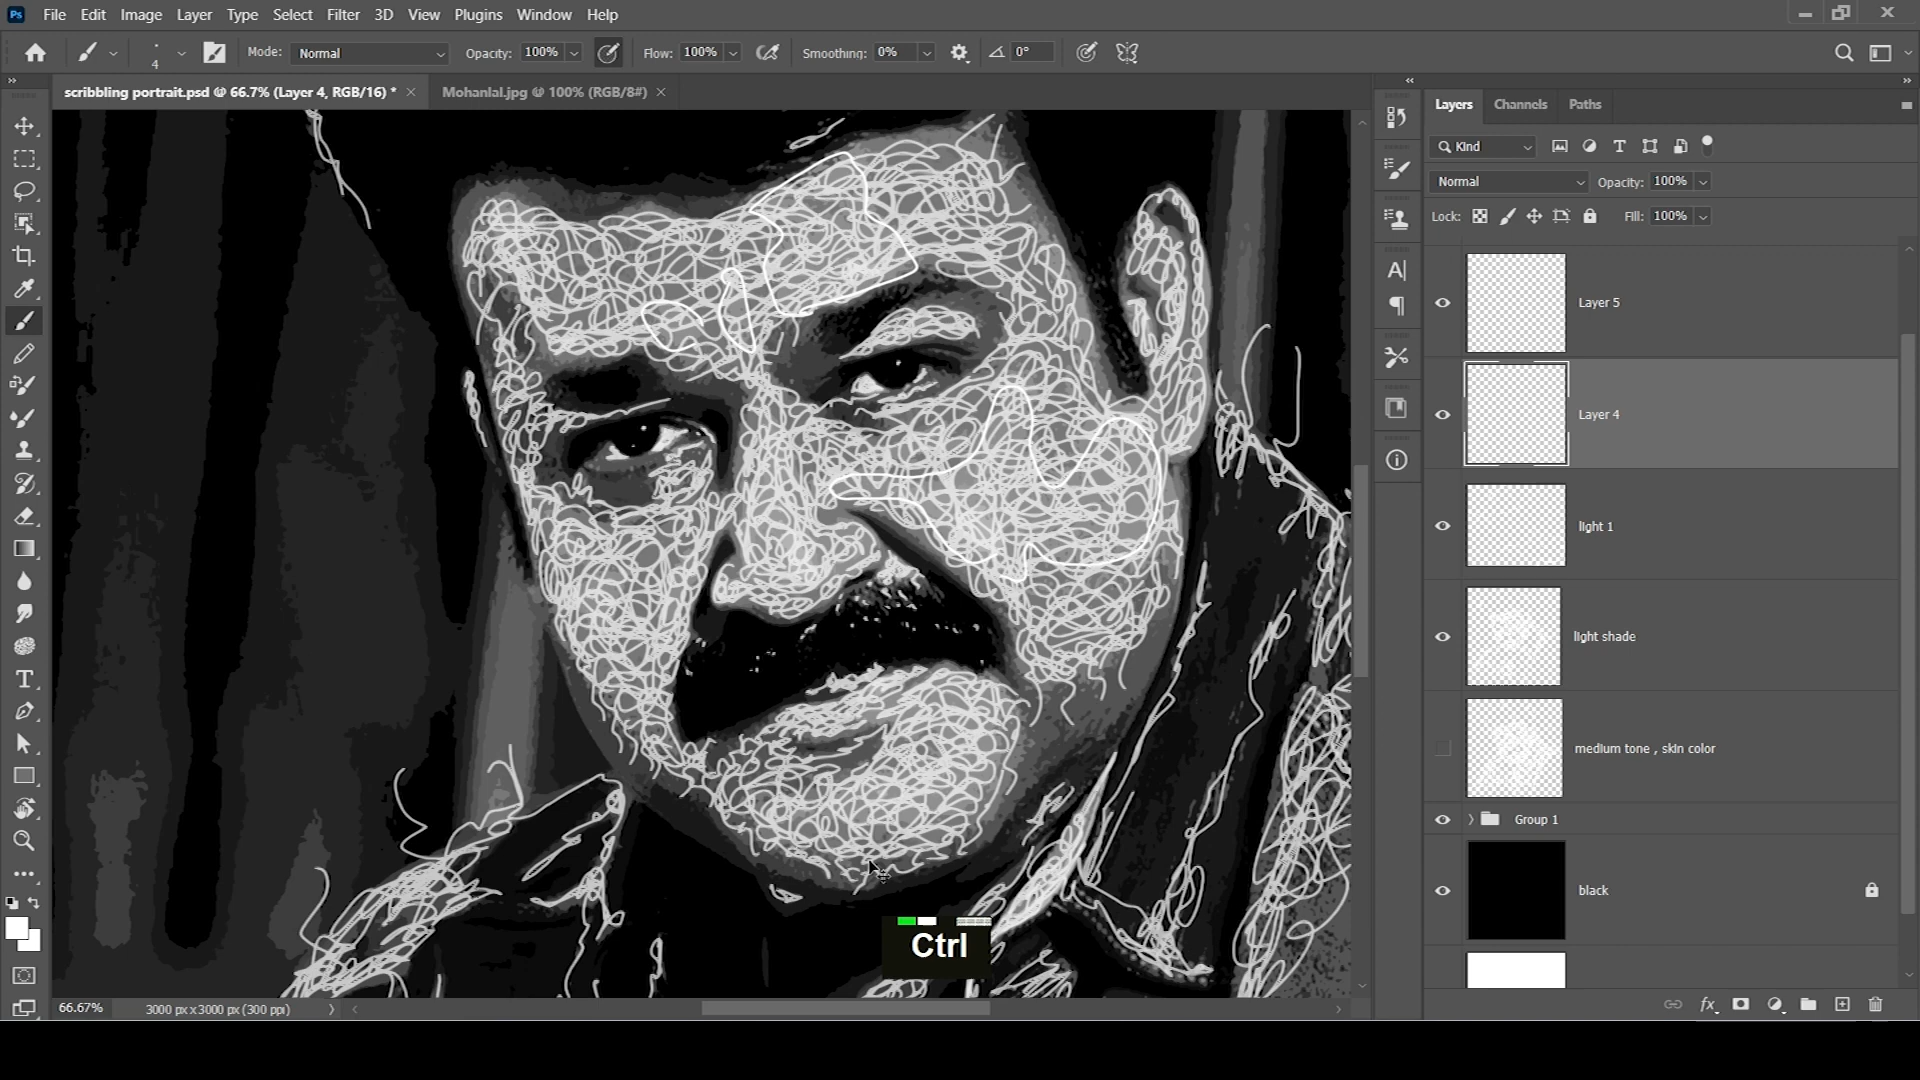 Ps File Edit Image Layer Type Select Filter 3D View Plugins Window Help
4 Mode: Normal Opacity: 100% Flow: 100% Smoothing: 0% 0°
scribbling portrait.psd @ 66.7% (Layer 4, RGB/16) * × Mohanlal.jpg @ 100% (RGB/8#) ×
Layers Channels Paths
Kind
Normal Opacity: 100%
Lock: Fill: 100%
Layer 5
Layer 4
light 1
light shade
medium tone , skin color
Group 1
black
Ctrl
66.67% 3000 px x 3000 px (300 ppi)